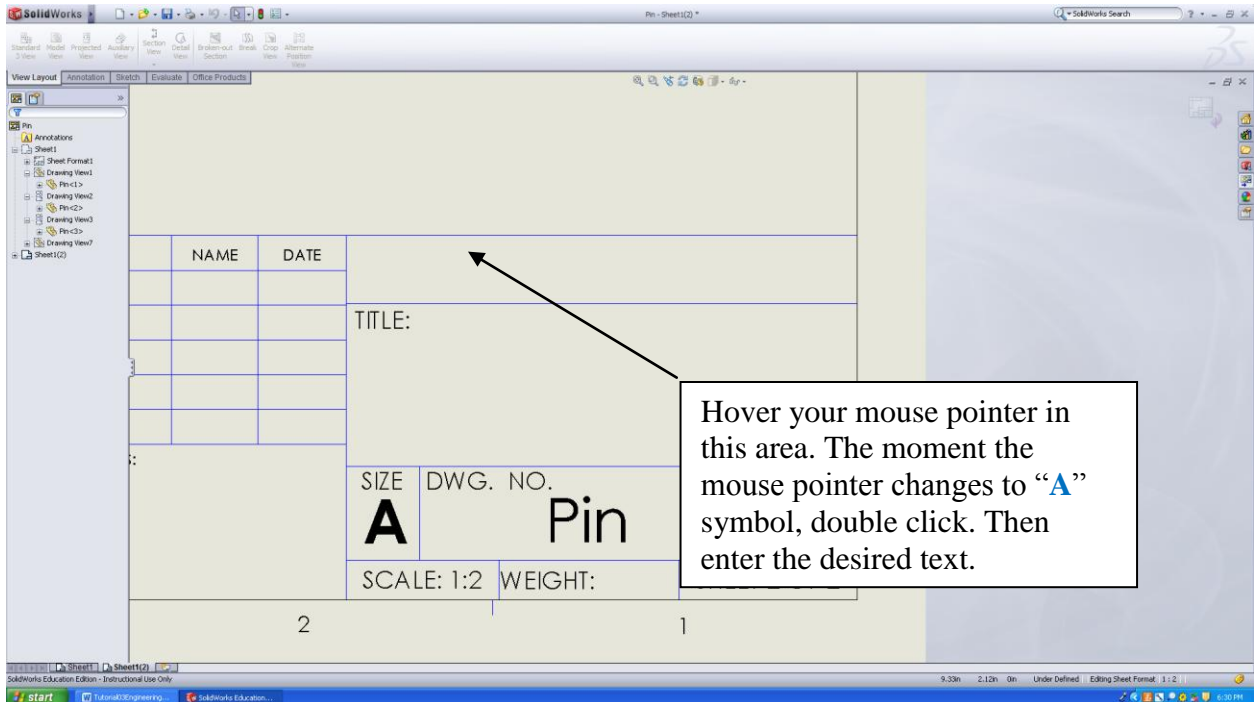 SolidWorks
Pin - Sheet1(2) *
SolidWorks Search
Standard 3 View
Model View
Projected View
Auxiliary View
Section View
Detail View
Broken-out Section
Break
Crop View
Alternate Position View
View Layout Annotation Sketch Evaluate Office Products
Pin
Annotations
Sheet1
Sheet Format1
Drawing View1
Pin<1>
Drawing View2
Pin<2>
Drawing View3
Pin<3>
Drawing View7
Sheet1(2)
NAME DATE
TITLE:
Hover your mouse pointer in
this area. The moment the
mouse pointer changes to “A”
symbol, double click. Then
enter the desired text.
S:
SIZE DWG. NO.
A Pin
SCALE: 1:2 WEIGHT:
2 1
Sheet1 Sheet1(2)
SolidWorks Education Edition - Instructional Use Only
9.33in 2.12in 0in Under Defined Editing Sheet Format 1 : 2
start Tutorial03Engineering... SolidWorks Education... 6:30 PM